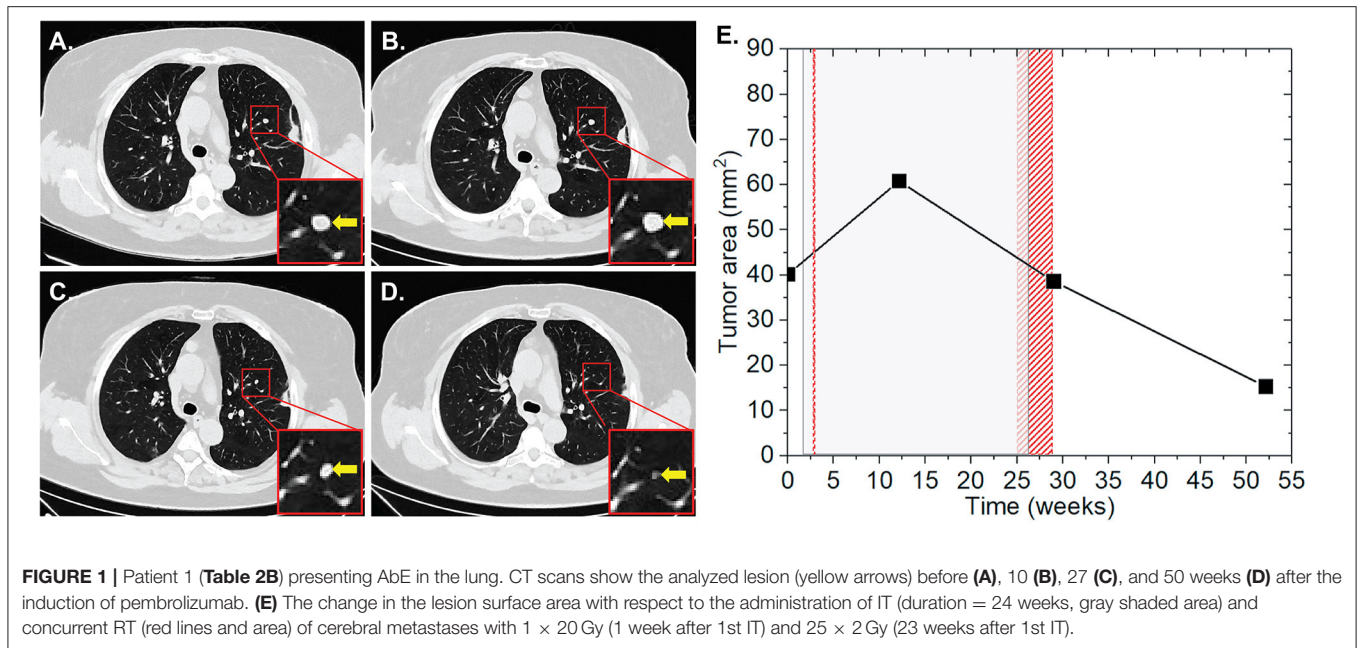 A.
B.
C.
D.
E.
90
80
70
60
50
40
30
20
10
0
Tumor area (mm²)
0 5 10 15 20 25 30 35 40 45 50 55
Time (weeks)
FIGURE 1 | Patient 1 (Table 2B) presenting AbE in the lung. CT scans show the analyzed lesion (yellow arrows) before (A), 10 (B), 27 (C), and 50 weeks (D) after the
induction of pembrolizumab. (E) The change in the lesion surface area with respect to the administration of IT (duration = 24 weeks, gray shaded area) and
concurrent RT (red lines and area) of cerebral metastases with 1 × 20 Gy (1 week after 1st IT) and 25 × 2 Gy (23 weeks after 1st IT).